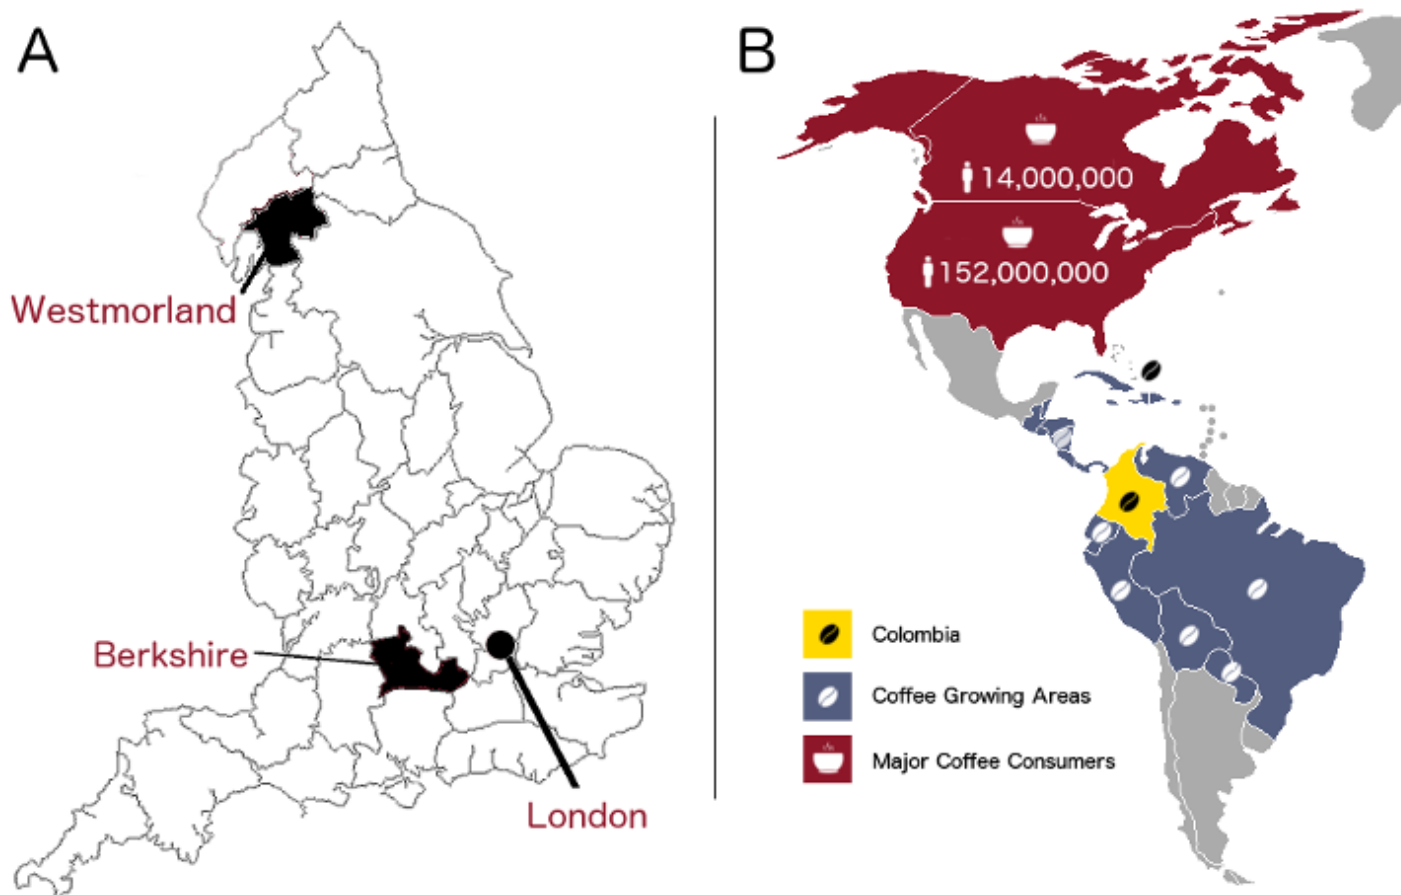 A
Westmorland
Berkshire
London
B
14,000,000
152,000,000
Colombia
Coffee Growing Areas
Major Coffee Consumers